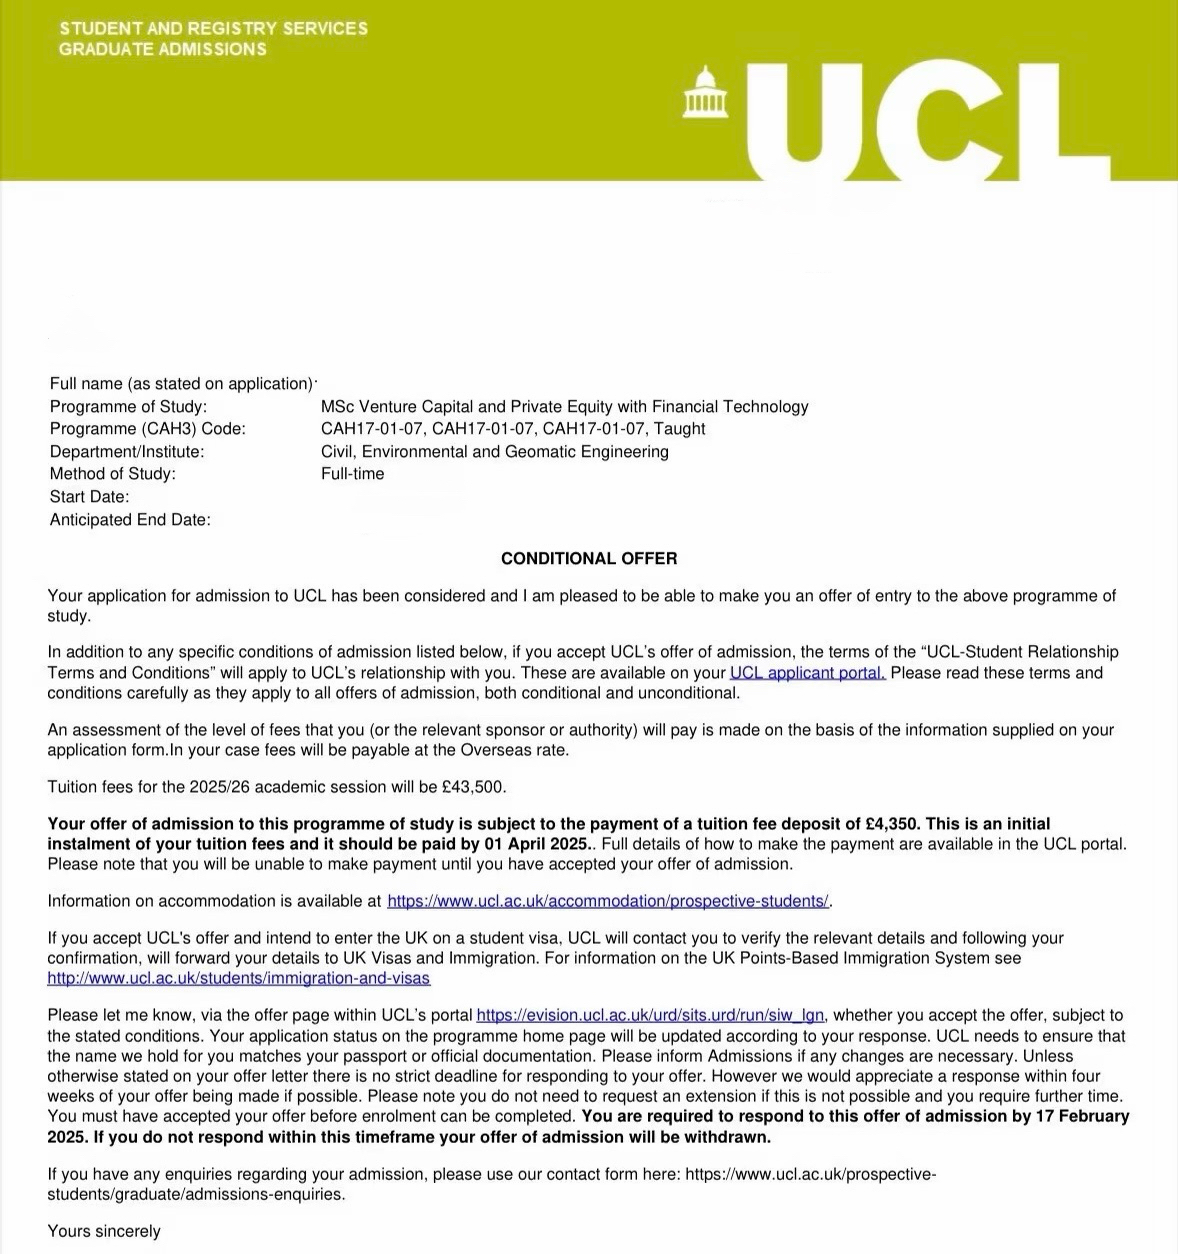 STUDENT AND REGISTRY SERVICES
GRADUATE ADMISSIONS
UCL
Full name (as stated on application)
Programme of Study: MSc Venture Capital and Private Equity with Financial Technology
Programme (CAH3) Code: CAH17-01-07, CAH17-01-07, CAH17-01-07, Taught
Department/Institute: Civil, Environmental and Geomatic Engineering
Method of Study: Full-time
Start Date:
Anticipated End Date:
CONDITIONAL OFFER
Your application for admission to UCL has been considered and I am pleased to be able to make you an offer of entry to the above programme of
study.
In addition to any specific conditions of admission listed below, if you accept UCL's offer of admission, the terms of the “UCL-Student Relationship
Terms and Conditions” will apply to UCL's relationship with you. These are available on your UCL applicant portal. Please read these terms and
conditions carefully as they apply to all offers of admission, both conditional and unconditional.
An assessment of the level of fees that you (or the relevant sponsor or authority) will pay is made on the basis of the information supplied on your
application form.In your case fees will be payable at the Overseas rate.
Tuition fees for the 2025/26 academic session will be £43,500.
Your offer of admission to this programme of study is subject to the payment of a tuition fee deposit of £4,350. This is an initial
instalment of your tuition fees and it should be paid by 01 April 2025.. Full details of how to make the payment are available in the UCL portal.
Please note that you will be unable to make payment until you have accepted your offer of admission.
Information on accommodation is available at https://www.ucl.ac.uk/accommodation/prospective-students/.
If you accept UCL's offer and intend to enter the UK on a student visa, UCL will contact you to verify the relevant details and following your
confirmation, will forward your details to UK Visas and Immigration. For information on the UK Points-Based Immigration System see
http://www.ucl.ac.uk/students/immigration-and-visas
Please let me know, via the offer page within UCL's portal https://evision.ucl.ac.uk/urd/sits.urd/run/siw_lgn, whether you accept the offer, subject to
the stated conditions. Your application status on the programme home page will be updated according to your response. UCL needs to ensure that
the name we hold for you matches your passport or official documentation. Please inform Admissions if any changes are necessary. Unless
otherwise stated on your offer letter there is no strict deadline for responding to your offer. However we would appreciate a response within four
weeks of your offer being made if possible. Please note you do not need to request an extension if this is not possible and you require further time.
You must have accepted your offer before enrolment can be completed. You are required to respond to this offer of admission by 17 February
2025. If you do not respond within this timeframe your offer of admission will be withdrawn.
If you have any enquiries regarding your admission, please use our contact form here: https://www.ucl.ac.uk/prospective-
students/graduate/admissions-enquiries.
Yours sincerely